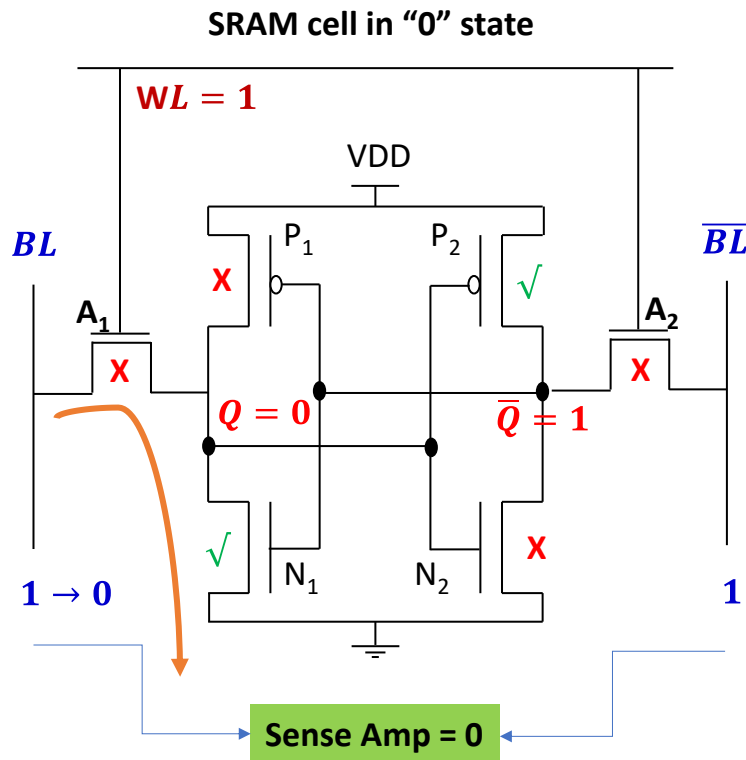 SRAM cell in “0” state
WL = 1
VDD
BL
P1
P2
B̅L̅
X
√
A1
A2
X
X
Q = 0
Q̅ = 1
√
X
N1
N2
1 → 0
1
Sense Amp = 0